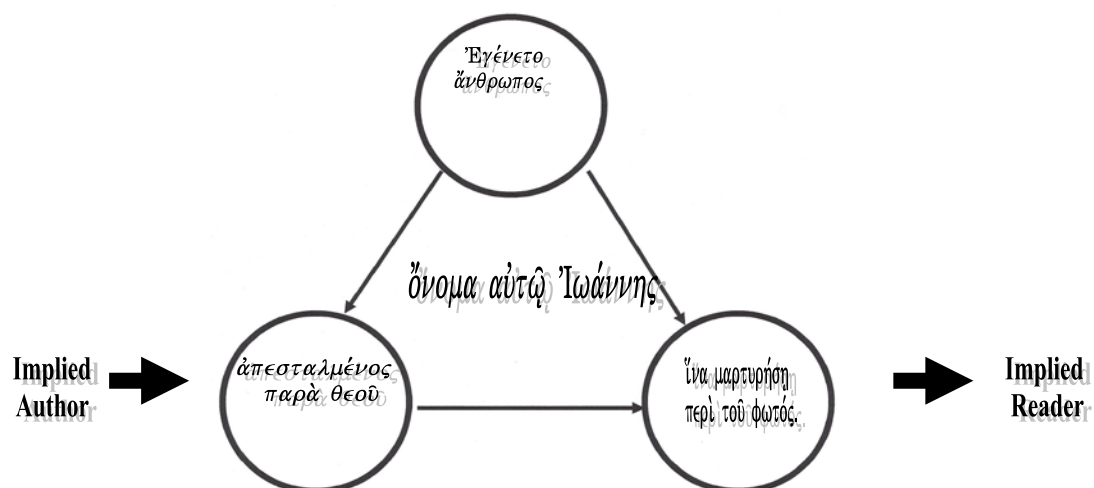 Ἐγένετο
ἄνθρωπος
ὄνομα αὐτῷ Ἰωάννης
Implied
Author
ἀπεσταλμένος
παρὰ θεοῦ
ἵνα μαρτυρήσῃ
περὶ τοῦ φωτός.
Implied
Reader